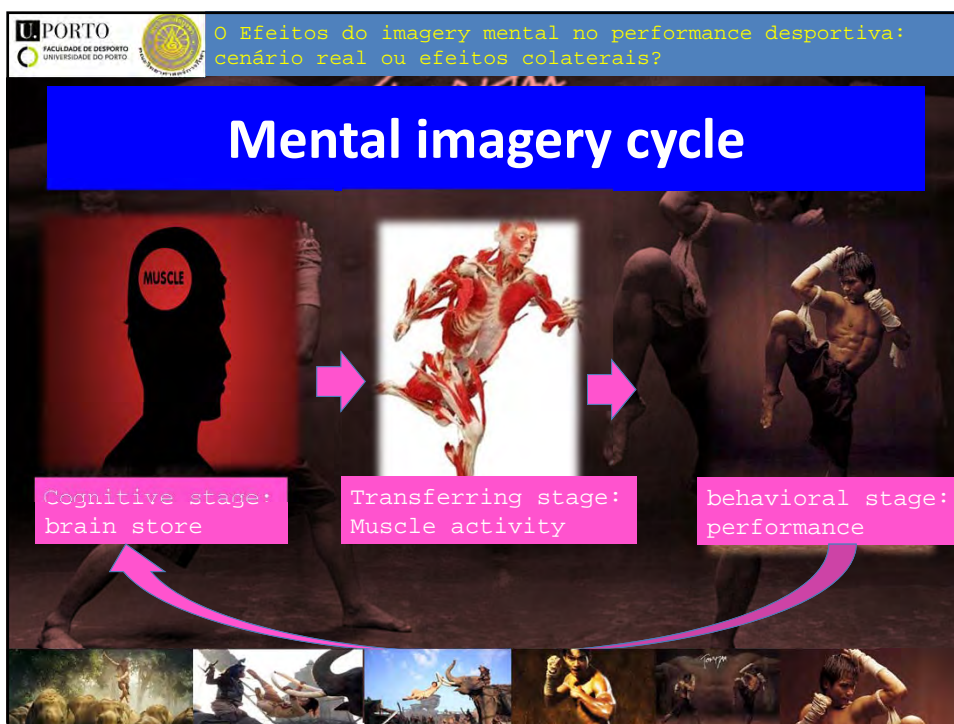 U. PORTO
FACULDADE DE DESPORTO
UNIVERSIDADE DO PORTO
O Efeitos do imagery mental no performance desportiva:
cenário real ou efeitos colaterais?
Mental imagery cycle
MUSCLE
Cognitive stage:
brain store
Transferring stage:
Muscle activity
behavioral stage:
performance